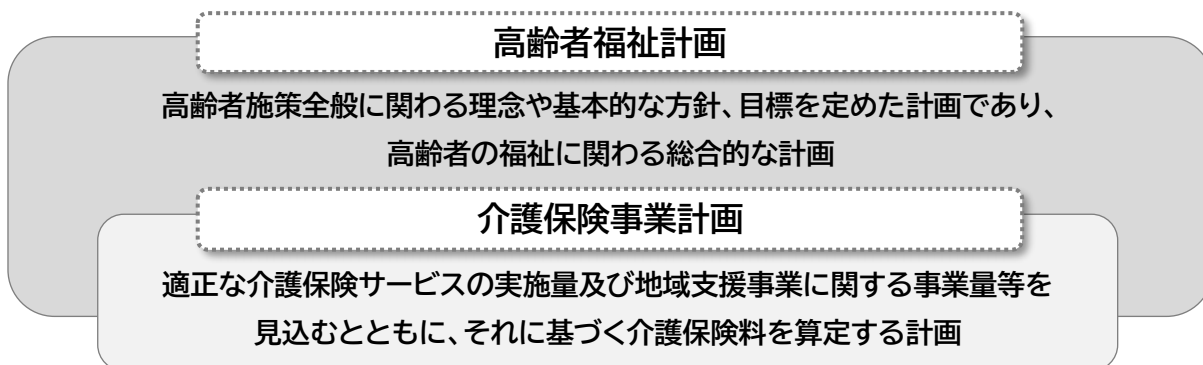 高齢者福祉計画
高齢者施策全般に関わる理念や基本的な方針、目標を定めた計画であり、
高齢者の福祉に関わる総合的な計画
介護保険事業計画
適正な介護保険サービスの実施量及び地域支援事業に関する事業量等を
見込むとともに、それに基づく介護保険料を算定する計画